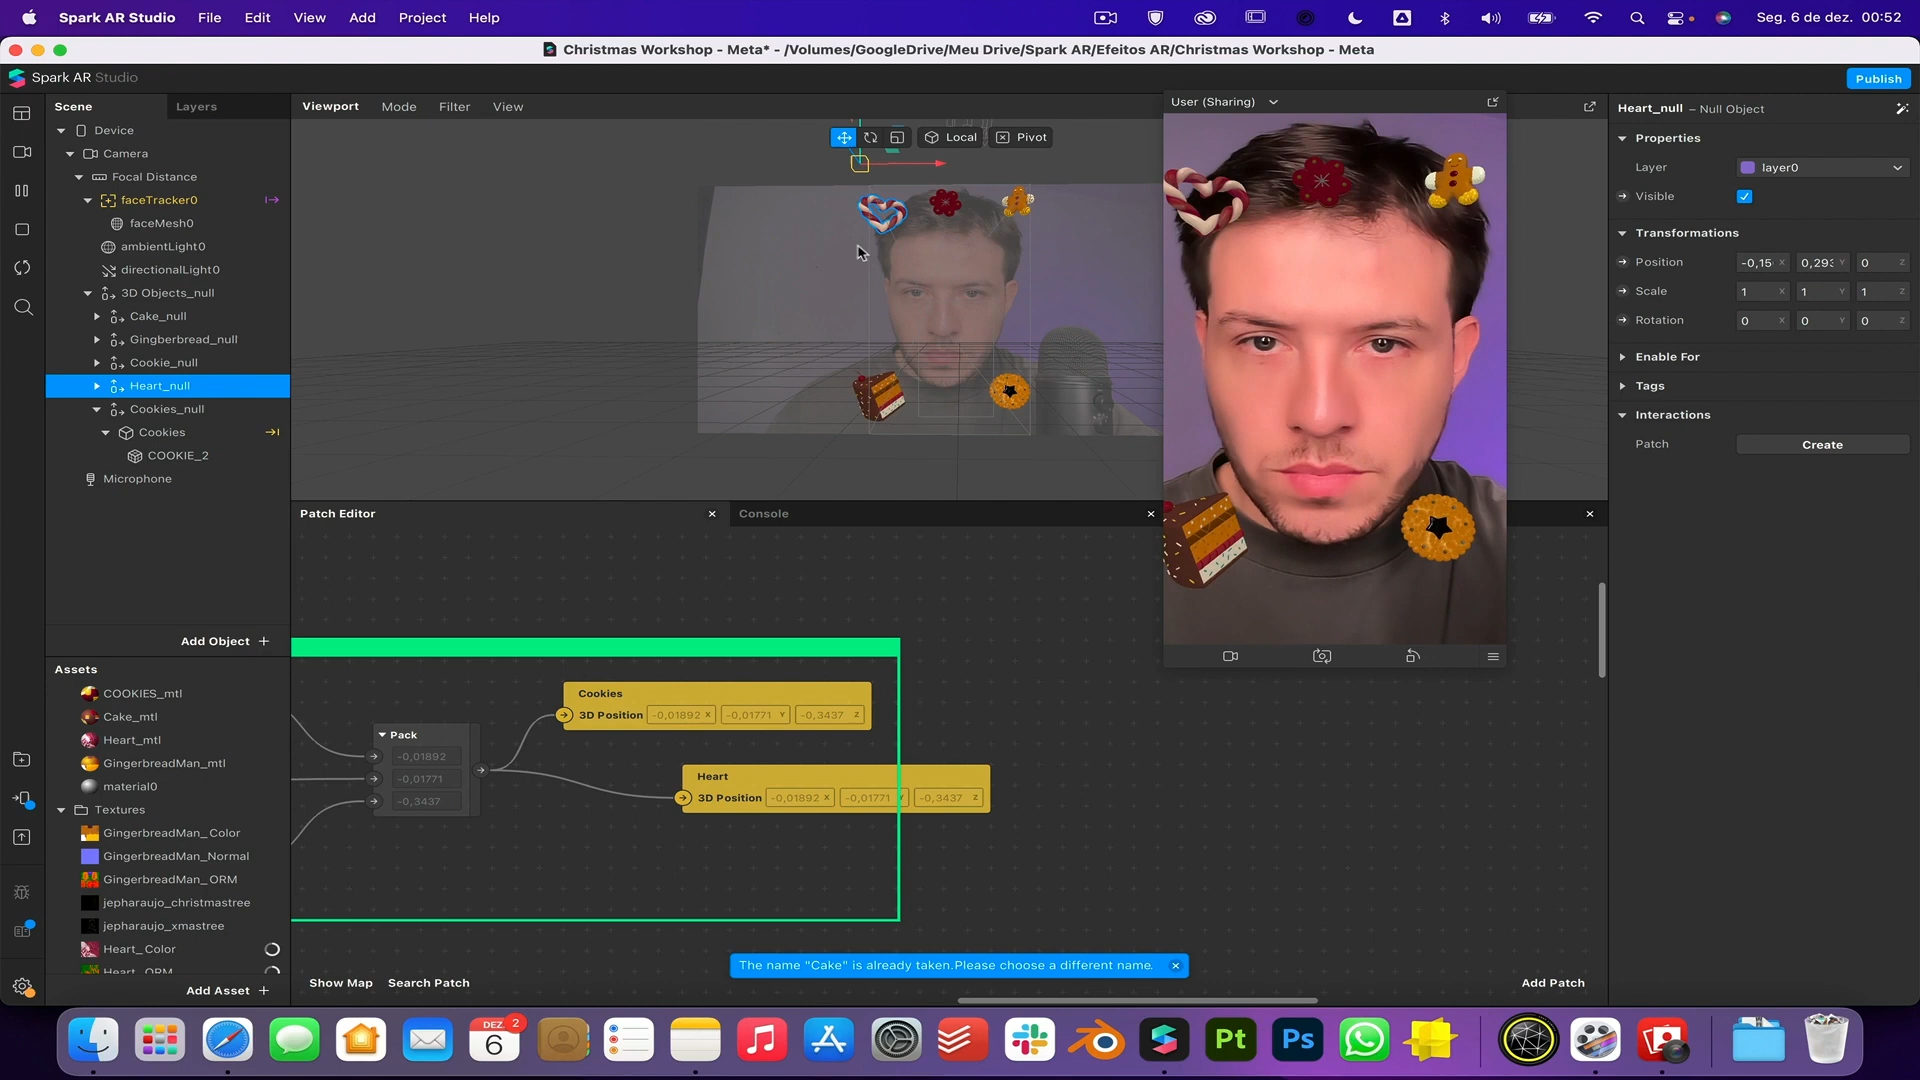 Spark AR Studio File Edit View Add Project Help Seg. 6 de dez. 00:52
Christmas Workshop - Meta* - /Volumes/GoogleDrive/Meu Drive/Spark AR/Efeitos AR/Christmas Workshop - Meta
Spark AR Studio Publish
Scene Layers
Viewport Mode Filter View
Local Pivot
User (Sharing)
Heart_null – Null Object
Device
Camera
Focal Distance
faceTracker0
faceMesh0
ambientLight0
directionalLight0
3D Objects_null
Cake_null
Gingberbread_null
Cookie_null
Heart_null
Cookies_null
Cookies
COOKIE_2
Microphone
Add Object +
Properties
Layer layer0
Visible
Transformations
Position -0,15 X 0,293 Y 0 Z
Scale 1 X 1 Y 1 Z
Rotation 0 X 0 Y 0 Z
Enable For
Tags
Interactions
Patch Create
Patch Editor
Console
Assets
COOKIES_mtl
Cake_mtl
Heart_mtl
GingerbreadMan_mtl
material0
Textures
GingerbreadMan_Color
GingerbreadMan_Normal
GingerbreadMan_ORM
jepharaujo_christmastree
jepharaujo_xmastree
Heart_Color
Heart_ORM
Add Asset +
Pack
-0,01892
-0,01771
-0,3437
Cookies
3D Position -0,01892 X -0,01771 Y -0,3437 Z
Heart
3D Position -0,01892 X -0,01771 Y -0,3437 Z
The name "Cake" is already taken.Please choose a different name.
Show Map Search Patch Add Patch
DEZ. 2
6
Pt Ps